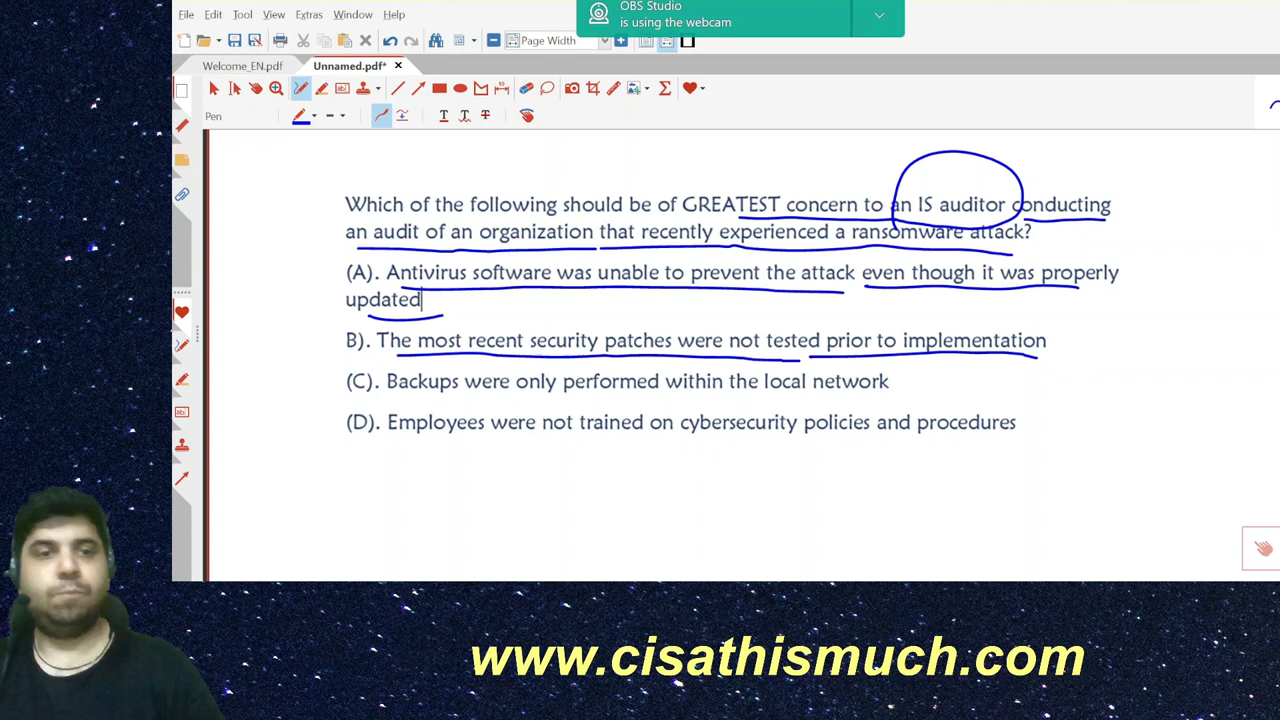 OBS Studio
is using the webcam
File Edit Tool View Extras Window Help
Page Width
Welcome_EN.pdf Unnamed.pdf*
Pen
Which of the following should be of GREATEST concern to an IS auditor conducting
an audit of an organization that recently experienced a ransomware attack?
(A). Antivirus software was unable to prevent the attack even though it was properly
updated
B). The most recent security patches were not tested prior to implementation
(C). Backups were only performed within the local network
(D). Employees were not trained on cybersecurity policies and procedures
www.cisathismuch.com